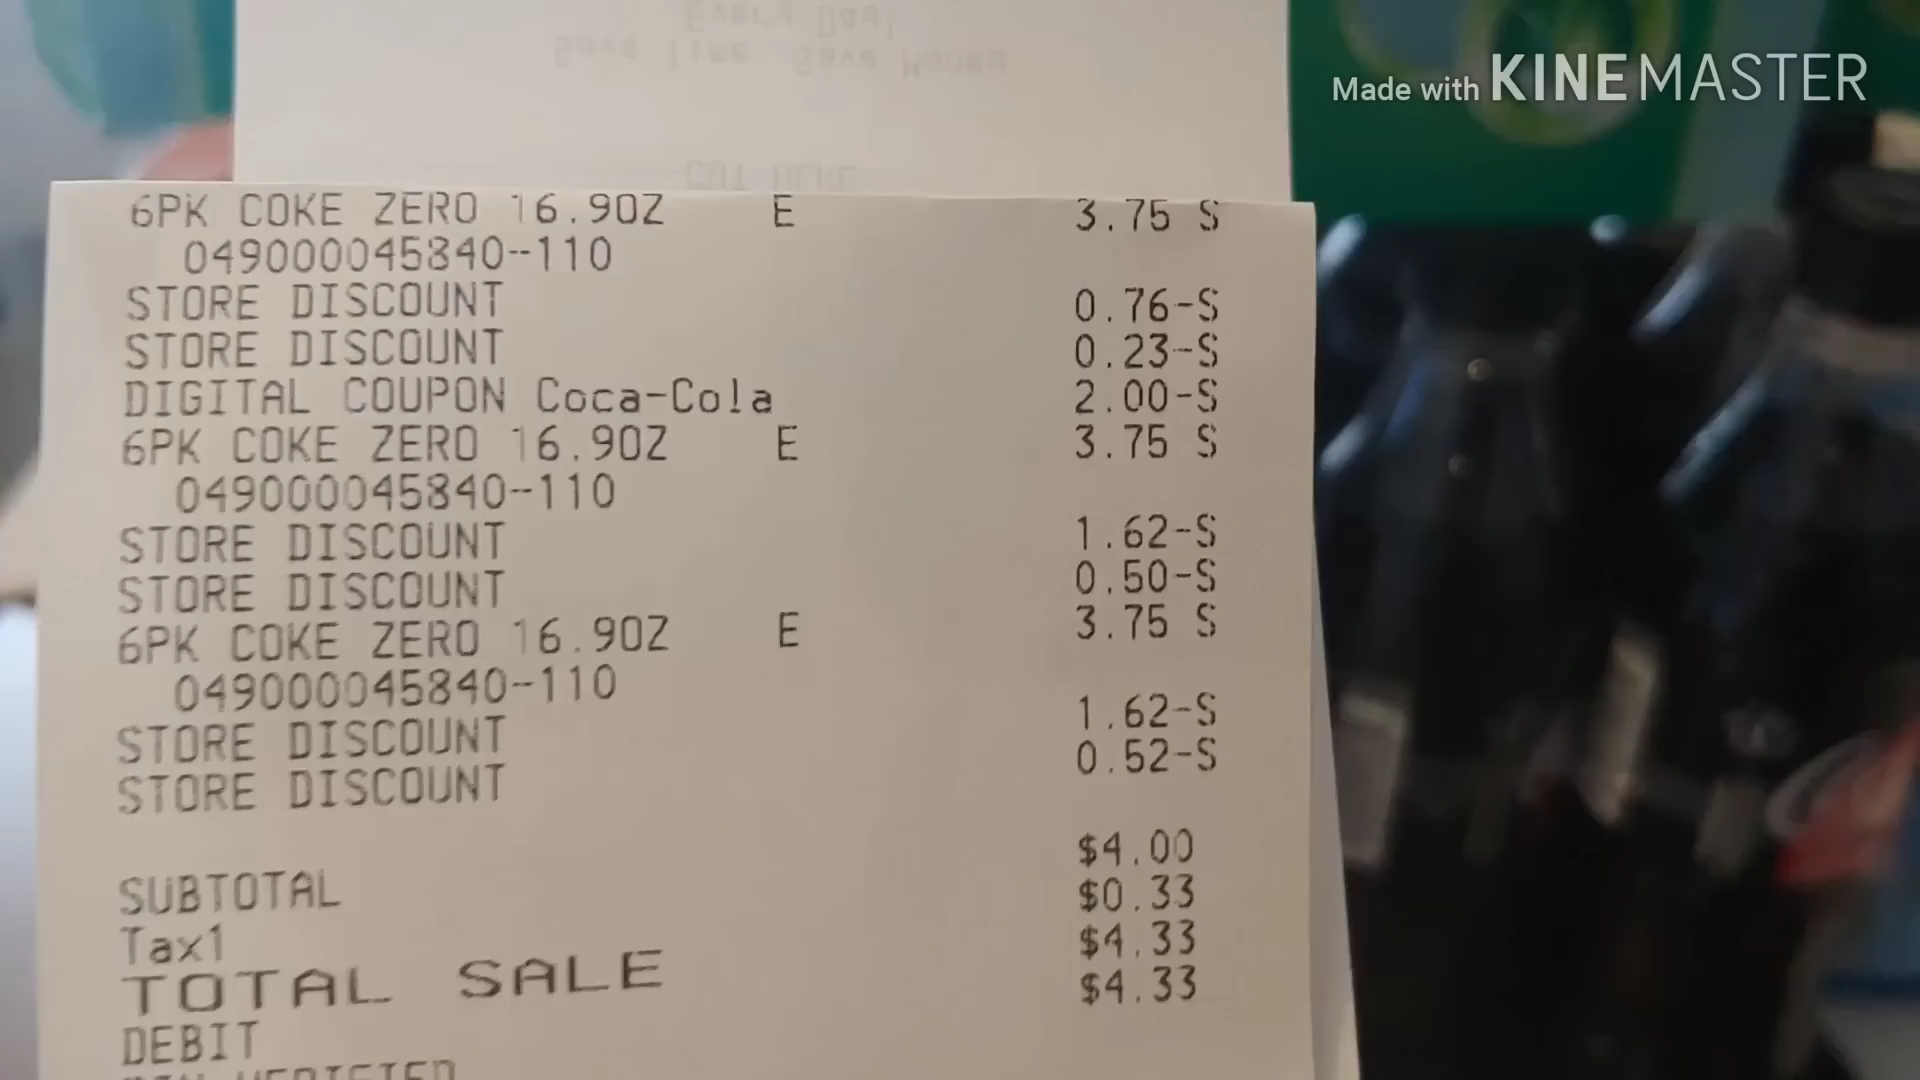 Made with KINEMASTER
6PK COKE ZERO 16.9OZ E 3.75 S
049000045840--110
STORE DISCOUNT 0.76-S
STORE DISCOUNT 0.23-S
DIGITAL COUPON Coca-Cola 2.00-S
6PK COKE ZERO 16.9OZ E 3.75 S
049000045840--110
STORE DISCOUNT 1.62-S
STORE DISCOUNT 0.50-S
6PK COKE ZERO 16.9OZ E 3.75 S
049000045840--110
STORE DISCOUNT 1.62-S
STORE DISCOUNT 0.52-S
SUBTOTAL $4.00
Tax1 $0.33
TOTAL SALE $4.33
DEBIT $4.33
PIN VERIFIED